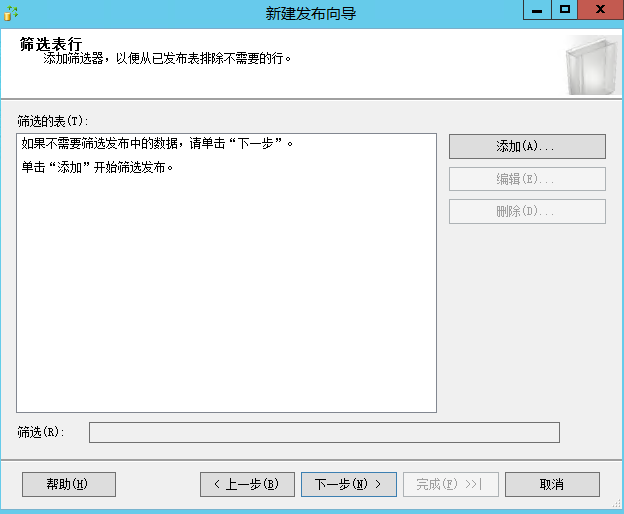 新建发布向导
筛选表行
添加筛选器，以便从已发布表排除不需要的行。
筛选的表(T):
如果不需要筛选发布中的数据，请单击“下一步”。
单击“添加”开始筛选发布。
添加(A)...
编辑(E)...
删除(D)...
筛选(R):
帮助(H)
< 上一步(B)
下一步(N) >
完成(F) >>|
取消